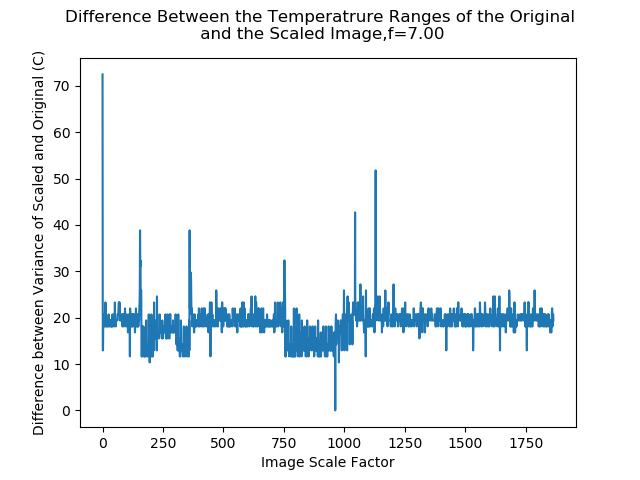 Difference Between the Temperatrure Ranges of the Original
and the Scaled Image,f=7.00
Difference between Variance of Scaled and Original (C)
70
60
50
40
30
20
10
0
0 250 500 750 1000 1250 1500 1750
Image Scale Factor